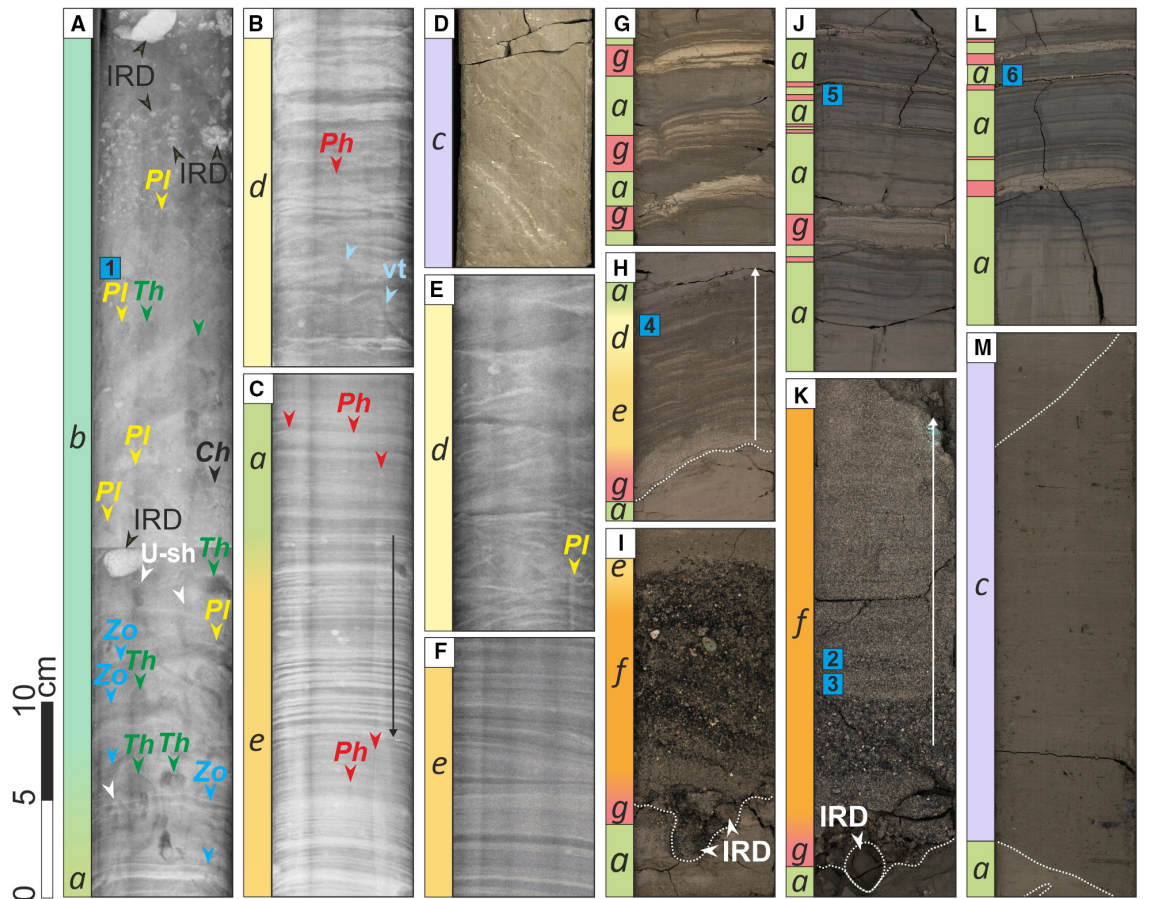 A
IRD
IRD
Pl
1
Pl Th
b
Pl
Ch
Pl
IRD
U-sh Th
Pl
Zo
Th
Zo
Th Th
Zo
a
10
cm
5
0
B
Ph
d
vt
C
Ph
a
Ph
e
D
c
E
d
Pl
F
e
G
g
a
g
a
g
H
a
4
d
e
g
a
I
e
f
g
IRD
a
J
a
5
a
a
g
a
K
f
2
3
IRD
g
a
L
a 6
a
a
M
c
a